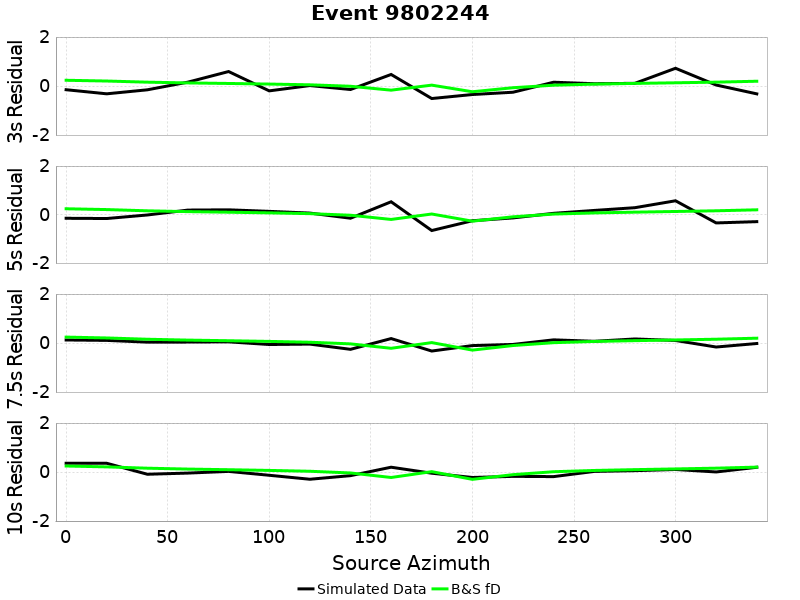 Event 9802244
3s Residual
2
0
-2
5s Residual
2
0
-2
7.5s Residual
2
0
-2
10s Residual
2
0
-2
0 50 100 150 200 250 300
Source Azimuth
Simulated Data B&S fD